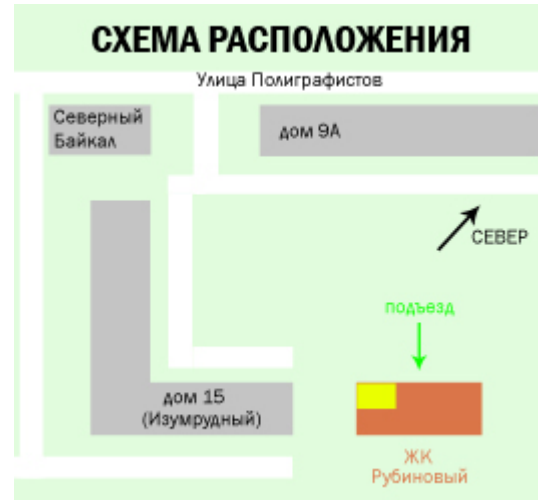 СХЕМА РАСПОЛОЖЕНИЯ
Улица Полиграфистов
Северный
Байкал
дом 9А
СЕВЕР
подъезд
дом 15
(Изумрудный)
ЖК
Рубиновый